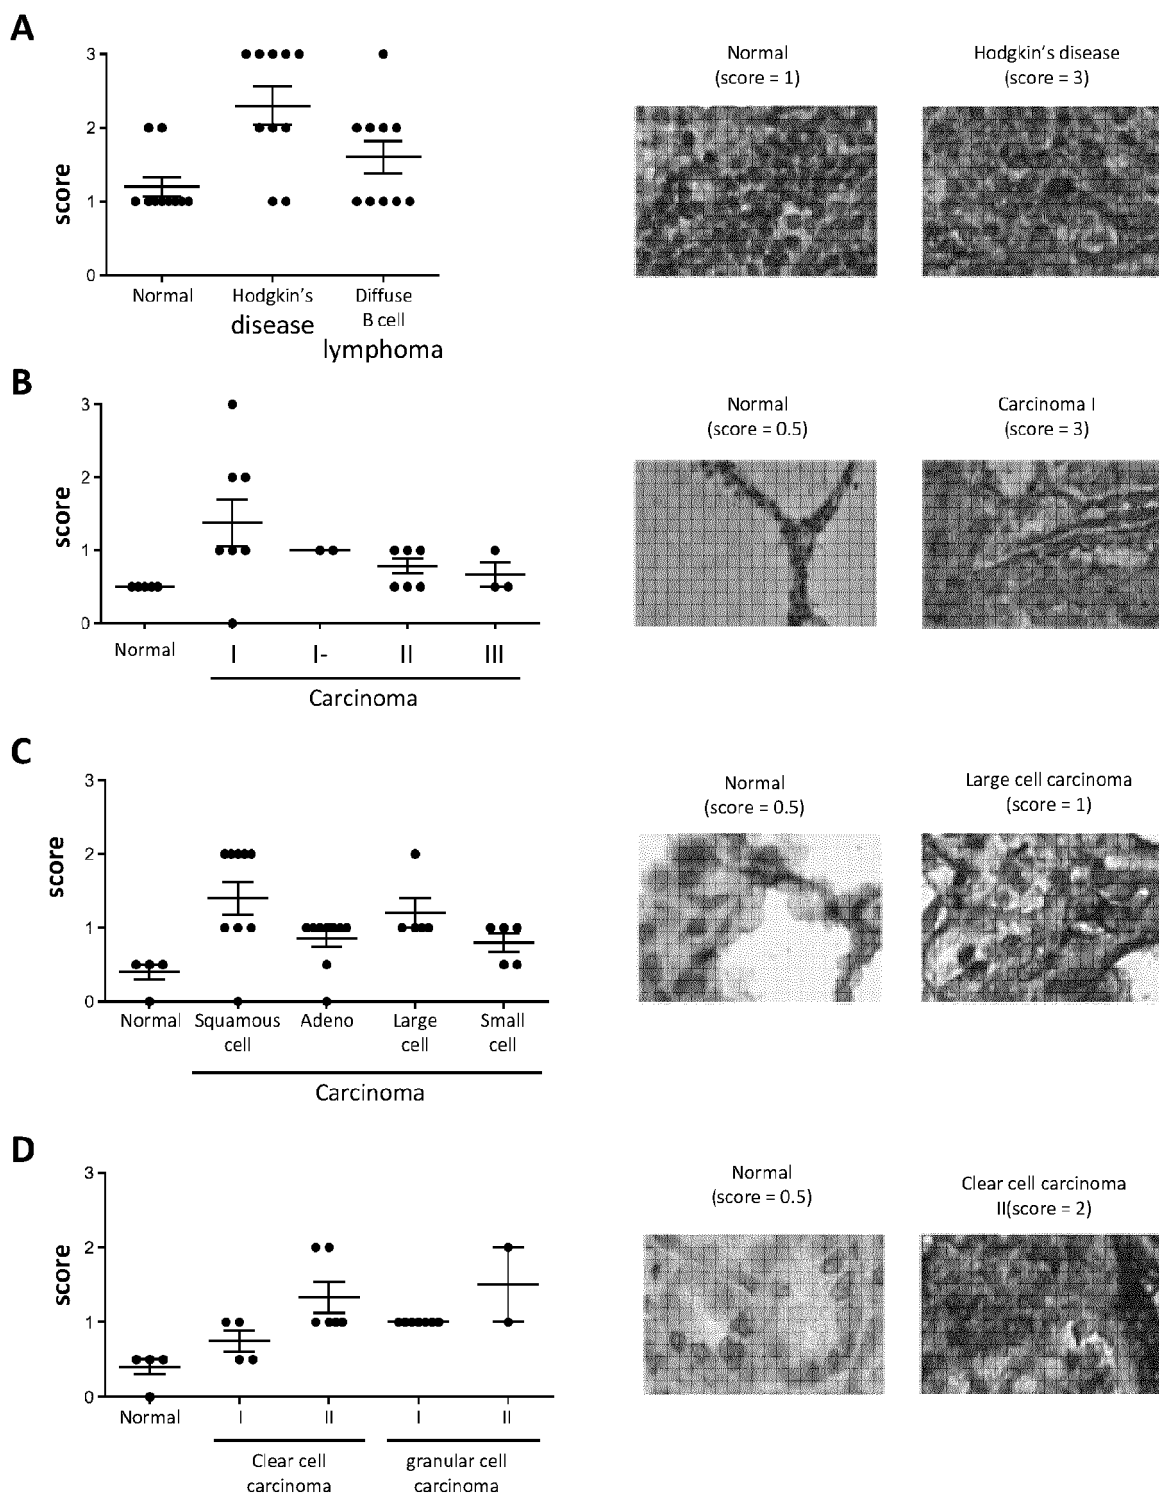 A
score
3
2
1
0
Normal
Hodgkin's
disease
Diffuse
B cell
lymphoma
Normal
(score = 1)
Hodgkin's disease
(score = 3)
B
score
3
2
1
0
Normal
I
I-
II
III
Carcinoma
Normal
(score = 0.5)
Carcinoma I
(score = 3)
C
score
3
2
1
0
Normal
Squamous
cell
Adeno
Large
cell
Small
cell
Carcinoma
Normal
(score = 0.5)
Large cell carcinoma
(score = 1)
D
score
3
2
1
0
Normal
I
II
I
II
Clear cell
carcinoma
granular cell
carcinoma
Normal
(score = 0.5)
Clear cell carcinoma
II(score = 2)